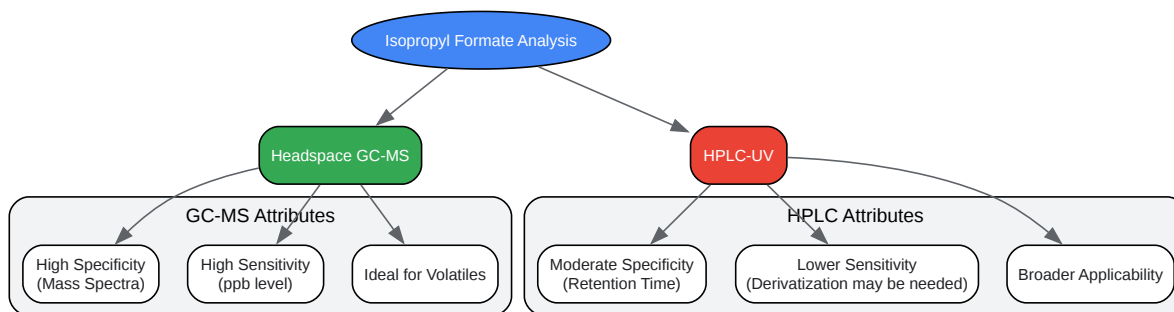 Isopropyl Formate Analysis
Headspace GC-MS
HPLC-UV
GC-MS Attributes
HPLC Attributes
High Specificity
(Mass Spectra)
High Sensitivity
(ppb level)
Ideal for Volatiles
Moderate Specificity
(Retention Time)
Lower Sensitivity
(Derivatization may be needed)
Broader Applicability